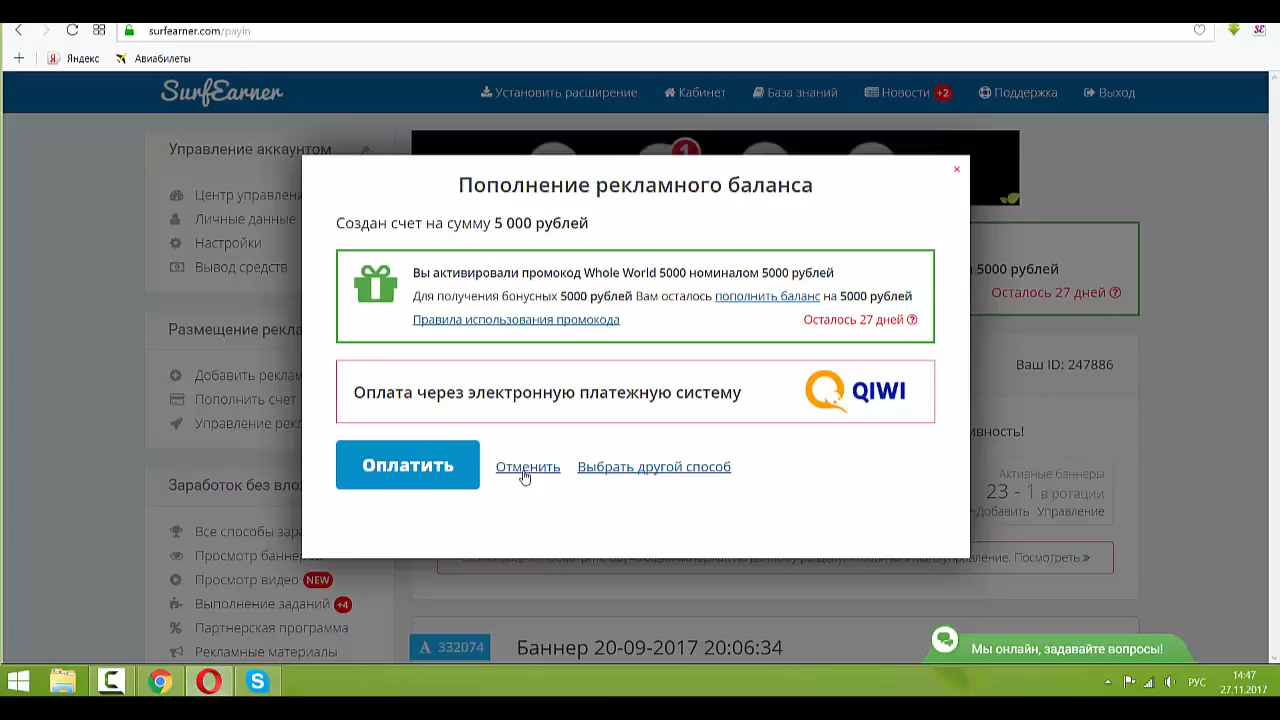 surfearner.com/payin
Яндекс
Авиабилеты
SurfEarner
Установить расширение
Кабинет
База знаний
Новости +2
Поддержка
Выход
Управление аккаунтом
Центр управлени
Личные данные
Настройки
Вывод средств
Размещение рекла
Добавить реклам
Пополнить счет
Управление рекл
Заработок без вло
Все способы зара
Просмотр баннер
Просмотр видео NEW
Выполнение заданий +4
Партнерская программа
Рекламные материалы
1
Пополнение рекламного баланса
×
Создан счет на сумму 5 000 рублей
Вы активировали промокод Whole World 5000 номиналом 5000 рублей
Для получения бонусных 5000 рублей Вам осталось пополнить баланс на 5000 рублей
Правила использования промокода
Осталось 27 дней
Оплата через электронную платежную систему
QIWI
Оплатить
Отменить
Выбрать другой способ
5000 рублей
Осталось 27 дней
Ваш ID: 247886
ивность!
Активные баннеры
23 - 1 в ротации
Добавить Управление
Посмотреть »
A 332074
Баннер 20-09-2017 20:06:34
Мы онлайн, задавайте вопросы!
РУС
14:47
27.11.2017